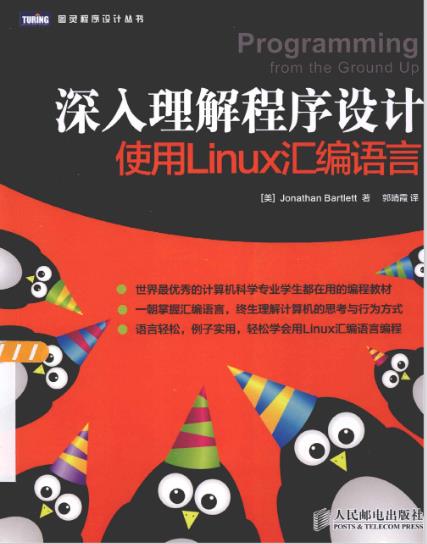 TURING 图灵程序设计丛书
Programming
from the Ground Up
深入理解程序设计
使用Linux汇编语言
[美] Jonathan Bartlett 著 郭晴霞 译
世界最优秀的计算机科学专业学生都在用的编程教材
一朝掌握汇编语言，终生理解计算机的思考与行为方式
语言轻松，例子实用，轻松学会用Linux汇编语言编程
人民邮电出版社
POSTS & TELECOM PRESS